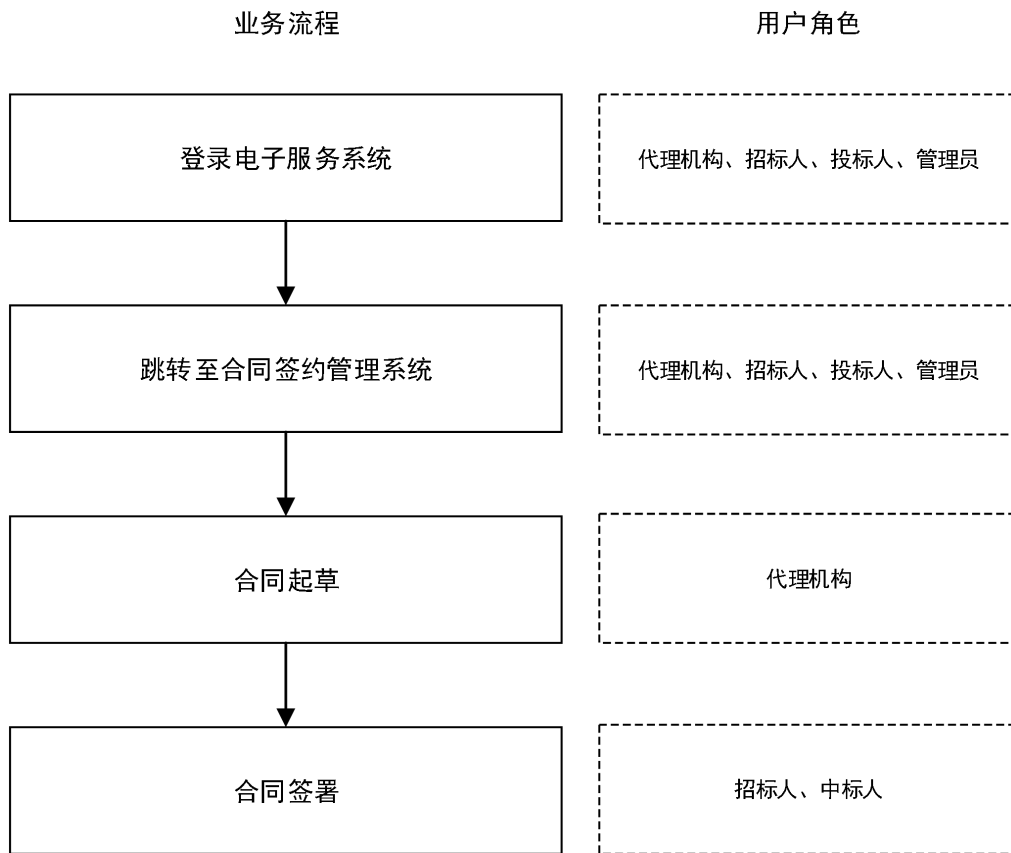 业务流程 用户角色
登录电子服务系统 代理机构、招标人、投标人、管理员
跳转至合同签约管理系统 代理机构、招标人、投标人、管理员
合同起草 代理机构
合同签署 招标人、中标人